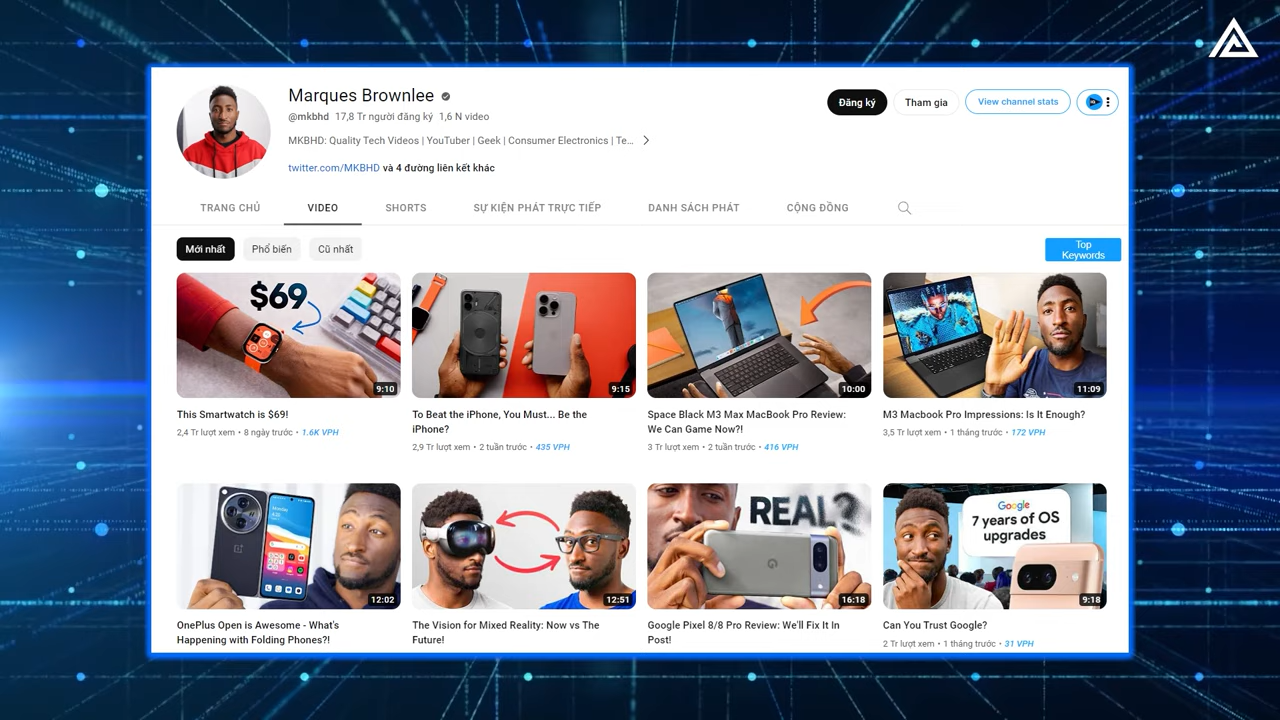 Marques Brownlee
@mkbhd 17,8 Tr người đăng ký 1,6 N video
MKBHD: Quality Tech Videos | YouTuber | Geek | Consumer Electronics | Te...
twitter.com/MKBHD và 4 đường liên kết khác
Đăng ký
Tham gia
View channel stats
TRANG CHỦ
VIDEO
SHORTS
SỰ KIỆN PHÁT TRỰC TIẾP
DANH SÁCH PHÁT
CỘNG ĐỒNG
Mới nhất
Phổ biến
Cũ nhất
Top
Keywords
$69
9:10
9:15
10:00
11:09
This Smartwatch is $69!
2,4 Tr lượt xem • 8 ngày trước • 1.6K VPH
To Beat the iPhone, You Must... Be the
iPhone?
2,9 Tr lượt xem • 2 tuần trước • 435 VPH
Space Black M3 Max MacBook Pro Review:
We Can Game Now?!
3 Tr lượt xem • 2 tuần trước • 416 VPH
M3 Macbook Pro Impressions: Is It Enough?
3,5 Tr lượt xem • 1 tháng trước • 172 VPH
12:02
12:51
REAL?
16:18
Google
7 years of OS
upgrades
9:18
OnePlus Open is Awesome - What's
Happening with Folding Phones?!
The Vision for Mixed Reality: Now vs The
Future!
Google Pixel 8/8 Pro Review: We'll Fix It In
Post!
Can You Trust Google?
2 Tr lượt xem • 1 tháng trước • 31 VPH